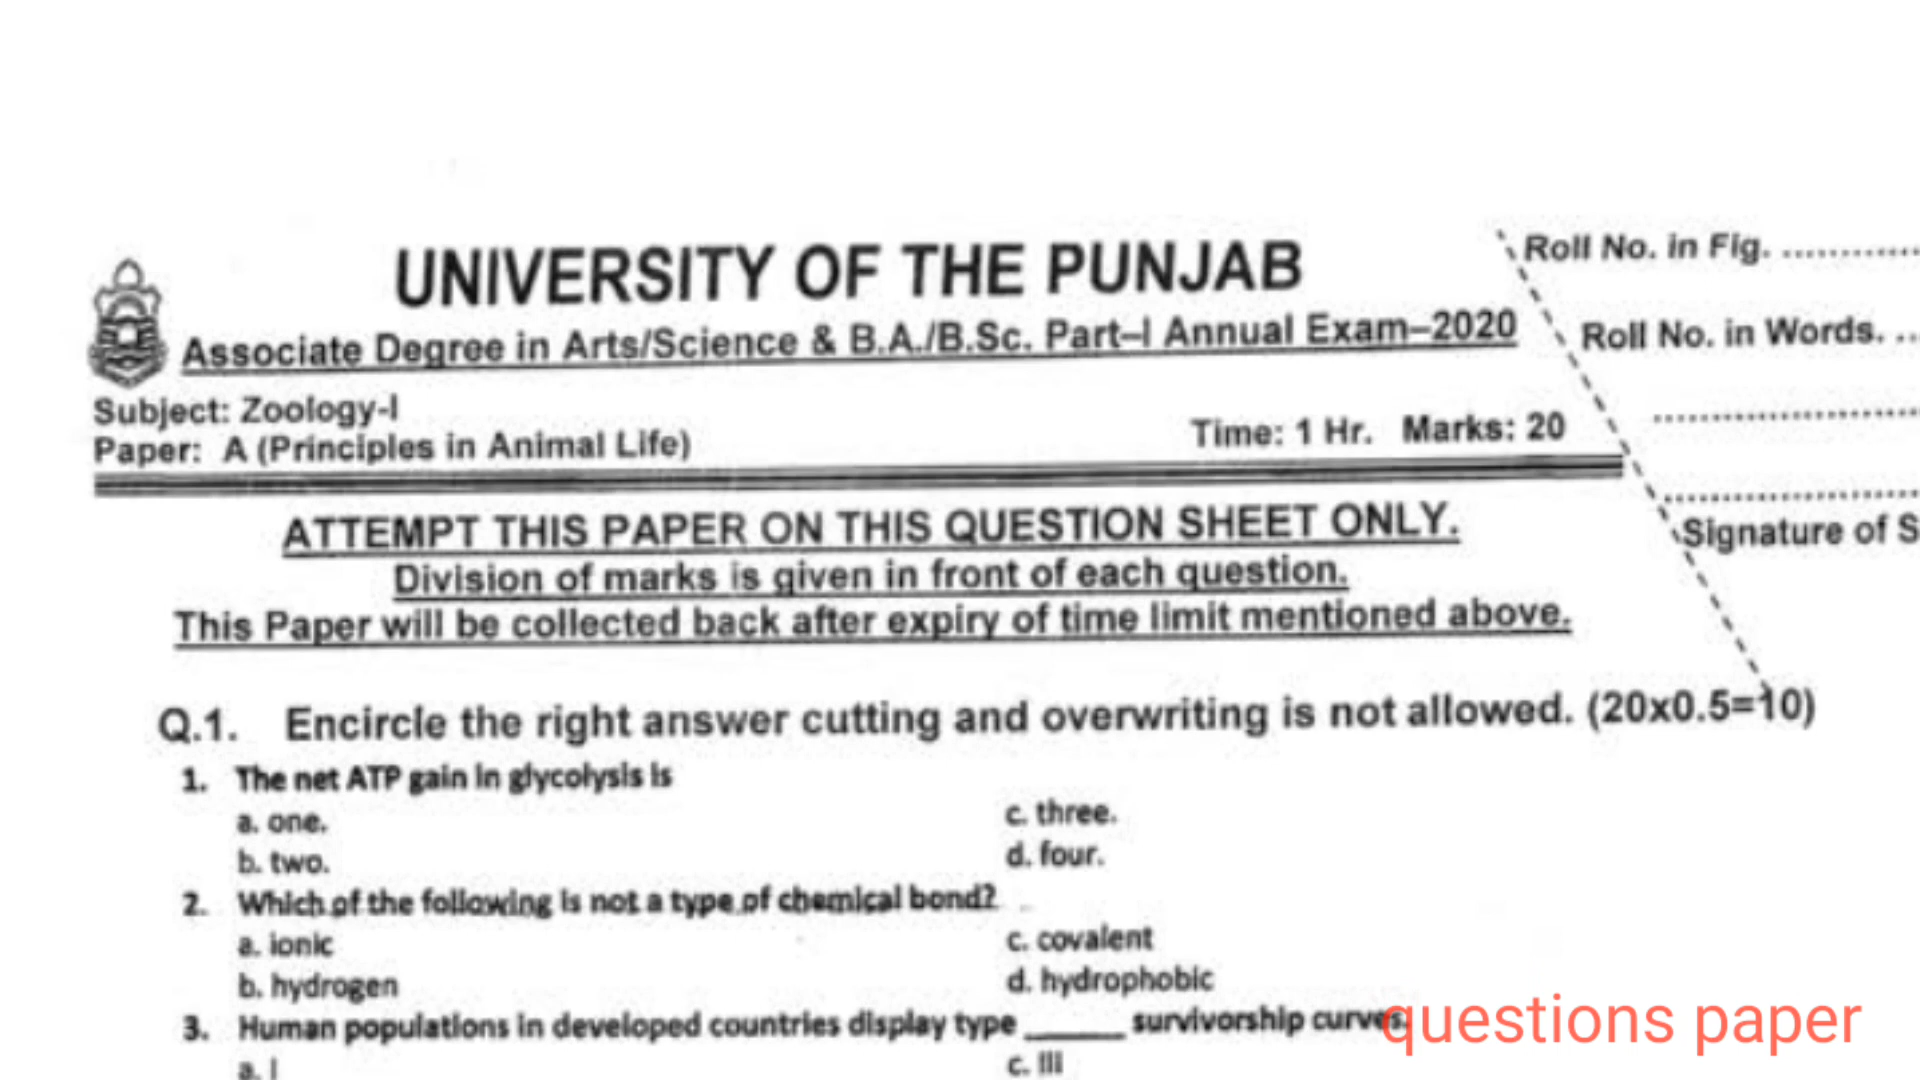 UNIVERSITY OF THE PUNJAB
Associate Degree in Arts/Science & B.A./B.Sc. Part–I Annual Exam–2020
Subject: Zoology-I
Paper: A (Principles in Animal Life)
Time: 1 Hr. Marks: 20
Roll No. in Fig. ............
Roll No. in Words. ..
Signature of S
ATTEMPT THIS PAPER ON THIS QUESTION SHEET ONLY.
Division of marks is given in front of each question.
This Paper will be collected back after expiry of time limit mentioned above.
Q.1. Encircle the right answer cutting and overwriting is not allowed. (20x0.5=10)
1. The net ATP gain in glycolysis is
a. one.
c. three.
b. two.
d. four.
2. Which of the following is not a type of chemical bond?
a. ionic
c. covalent
b. hydrogen
d. hydrophobic
3. Human populations in developed countries display type ______ survivorship curves.
a. I
c. III
questions paper